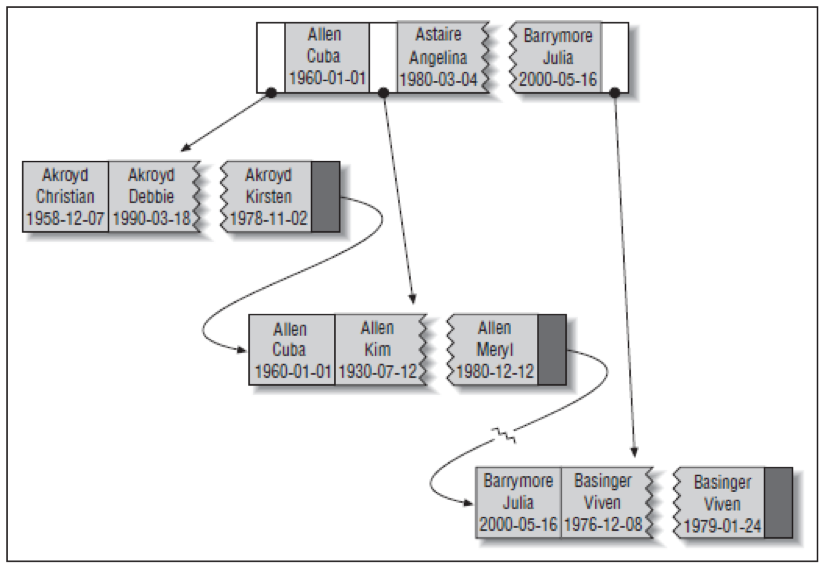 Allen
Cuba
1960-01-01
Astaire
Angelina
1980-03-04
Barrymore
Julia
2000-05-16
Akroyd
Christian
1958-12-07
Akroyd
Debbie
1990-03-18
Akroyd
Kirsten
1978-11-02
Allen
Cuba
1960-01-01
Allen
Kim
1930-07-12
Allen
Meryl
1980-12-12
Barrymore
Julia
2000-05-16
Basinger
Viven
1976-12-08
Basinger
Viven
1979-01-24